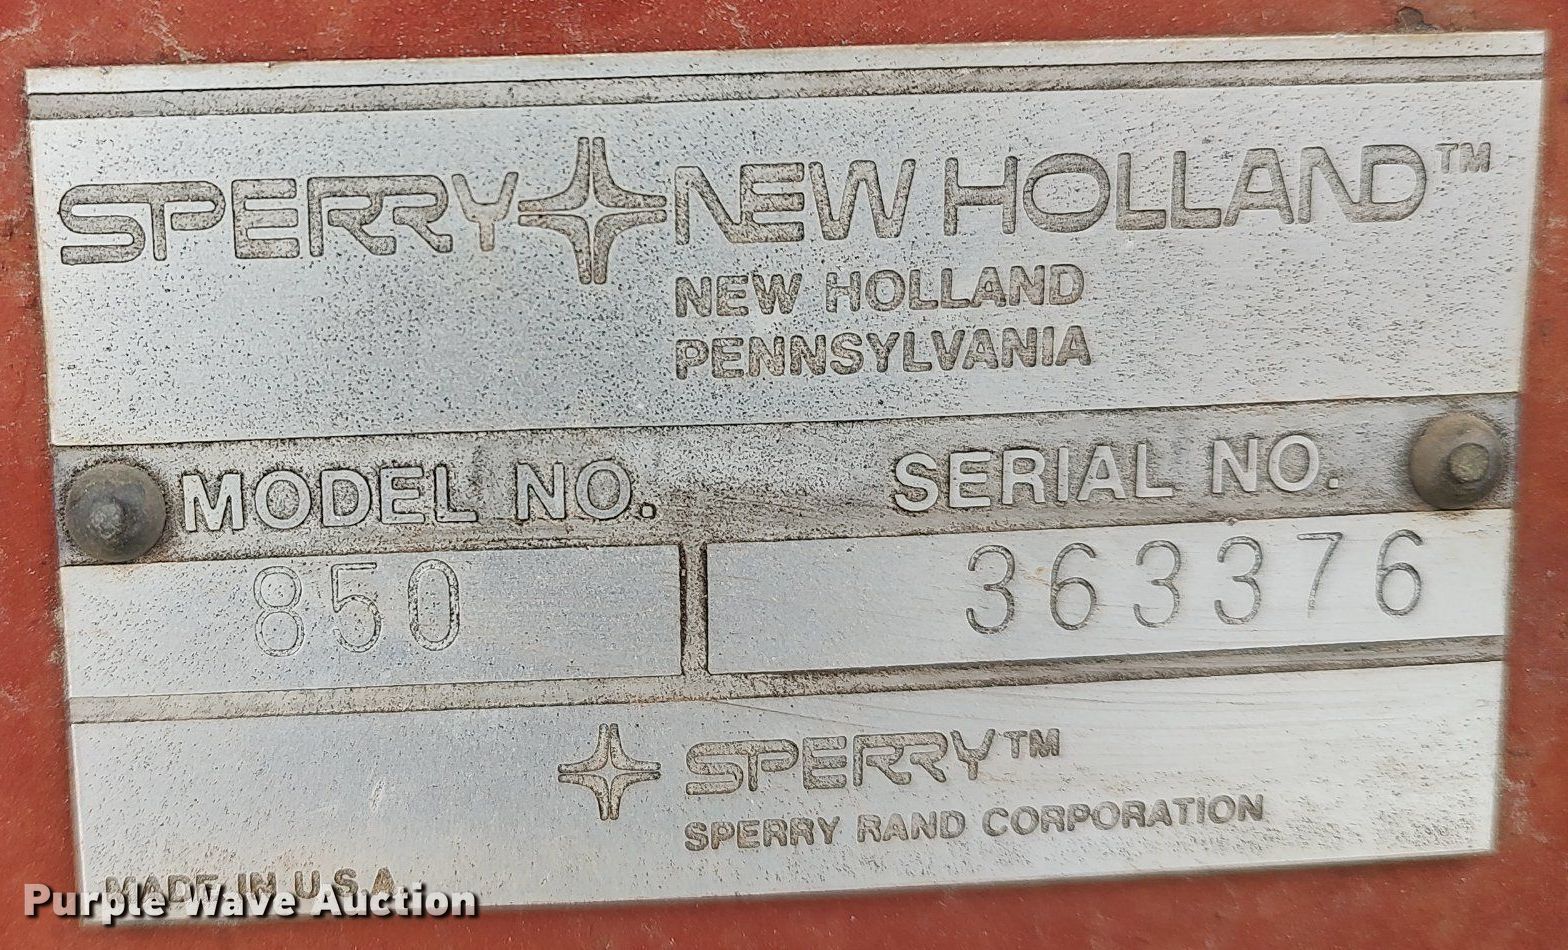 SPERRY NEW HOLLAND™
NEW HOLLAND
PENNSYLVANIA
MODEL NO. SERIAL NO.
850 363376
SPERRY™
SPERRY RAND CORPORATION
MADE IN U.S.A.
Purple Wave Auction